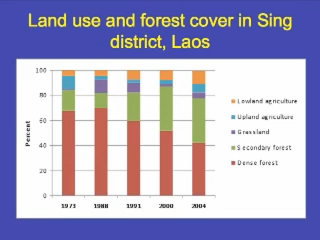 Land use and forest cover in Sing
district, Laos
100
80
60
40
20
0
Percent
1973
1988
1991
2000
2004
Lowland agriculture
Upland agriculture
Grassland
Secondary forest
Dense forest